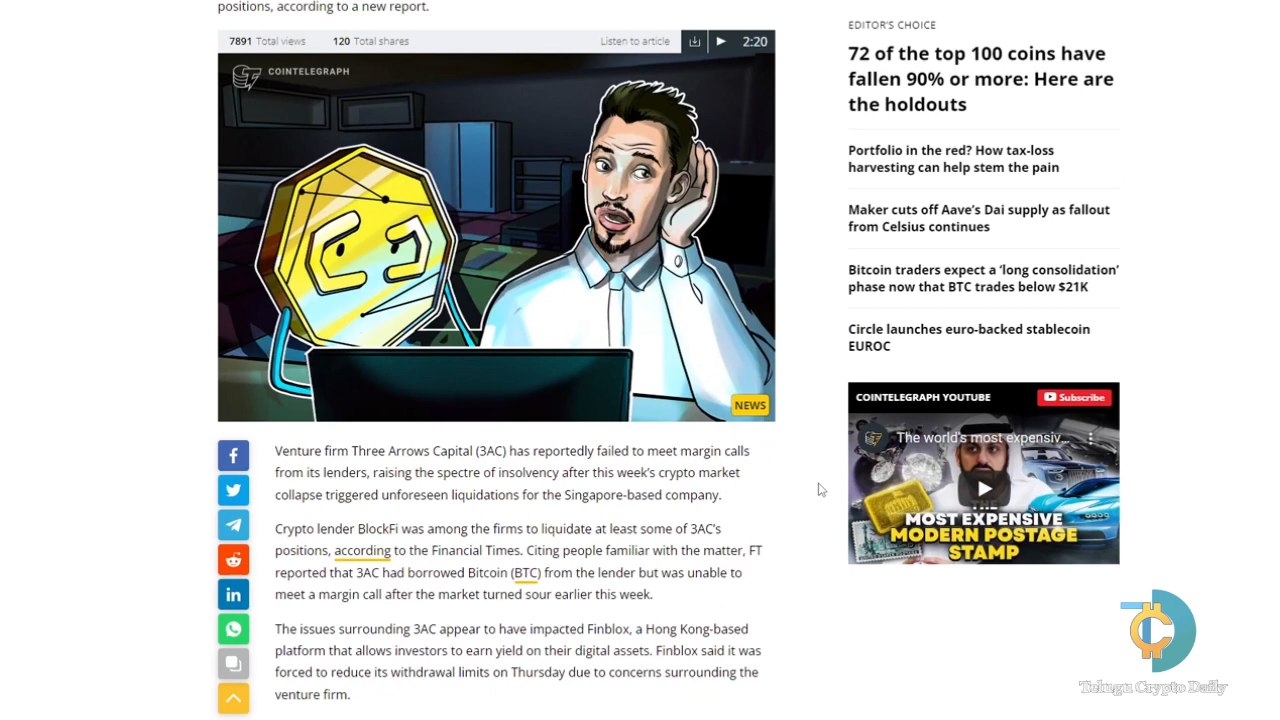 positions, according to a new report.
7891 Total views 120 Total shares Listen to article 2:20
COINTELEGRAPH
NEWS
Venture firm Three Arrows Capital (3AC) has reportedly failed to meet margin calls
from its lenders, raising the spectre of insolvency after this week's crypto market
collapse triggered unforeseen liquidations for the Singapore-based company.
Crypto lender BlockFi was among the firms to liquidate at least some of 3AC's
positions, according to the Financial Times. Citing people familiar with the matter, FT
reported that 3AC had borrowed Bitcoin (BTC) from the lender but was unable to
meet a margin call after the market turned sour earlier this week.
The issues surrounding 3AC appear to have impacted Finblox, a Hong Kong-based
platform that allows investors to earn yield on their digital assets. Finblox said it was
forced to reduce its withdrawal limits on Thursday due to concerns surrounding the
venture firm.
EDITOR'S CHOICE
72 of the top 100 coins have
fallen 90% or more: Here are
the holdouts
Portfolio in the red? How tax-loss
harvesting can help stem the pain
Maker cuts off Aave's Dai supply as fallout
from Celsius continues
Bitcoin traders expect a ‘long consolidation’
phase now that BTC trades below $21K
Circle launches euro-backed stablecoin
EUROC
COINTELEGRAPH YOUTUBE Subscribe
The world's most expensiv...
THE
MOST EXPENSIVE
MODERN POSTAGE
STAMP
Telugu Crypto Daily